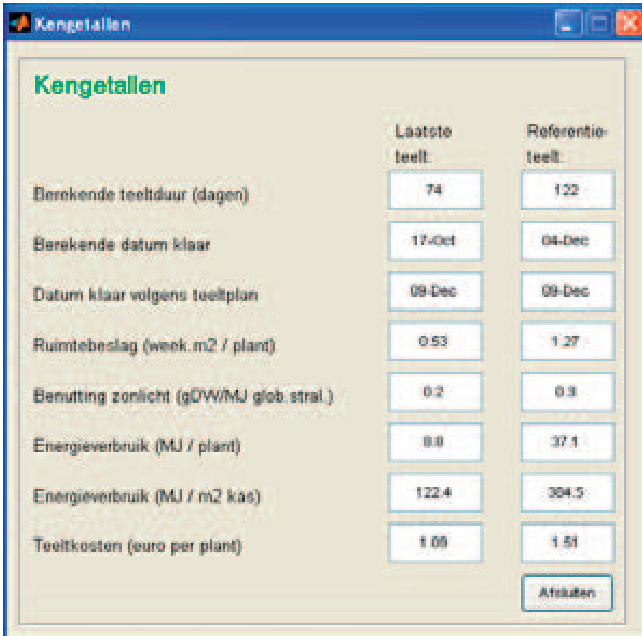 Kengetallen
Kengetallen
Laatste Referentie-
teelt: teelt:
Berekende teeltduur (dagen) 74 122
Berekende datum klaar 17-Oct 04-Dec
Datum klaar volgens teeltplan 09-Dec 09-Dec
Ruimtebeslag (week.m2 / plant) 0.53 1.27
Benutting zonlicht (gDW/MJ glob.stral.) 0.2 0.3
Energieverbruik (MJ / plant) 37.1
Energieverbruik (MJ / m2 kas) 122.4 304.5
Teeltkosten (euro per plant) 1.09 1.51
Afsluiten